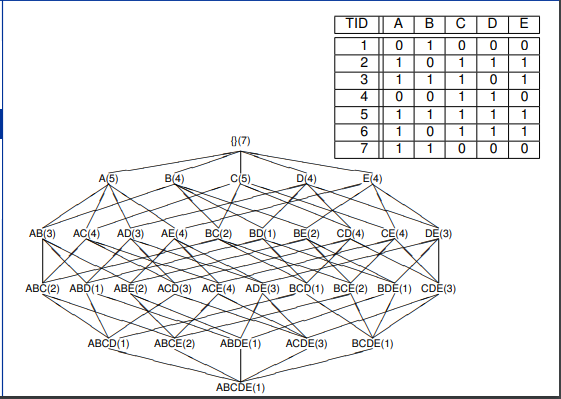 TID A B C D E
1 0 1 0 0 0
2 1 0 1 1 1
3 1 1 1 0 1
4 0 0 1 1 0
5 1 1 1 1 1
6 1 0 1 1 1
7 1 1 0 0 0
{}(7)
A(5) B(4) C(5) D(4) E(4)
AB(3) AC(4) AD(3) AE(4) BC(2) BD(1) BE(2) CD(4) CE(4) DE(3)
ABC(2) ABD(1) ABE(2) ACD(3) ACE(4) ADE(3) BCD(1) BCE(2) BDE(1) CDE(3)
ABCD(1) ABCE(2) ABDE(1) ACDE(3) BCDE(1)
ABCDE(1)